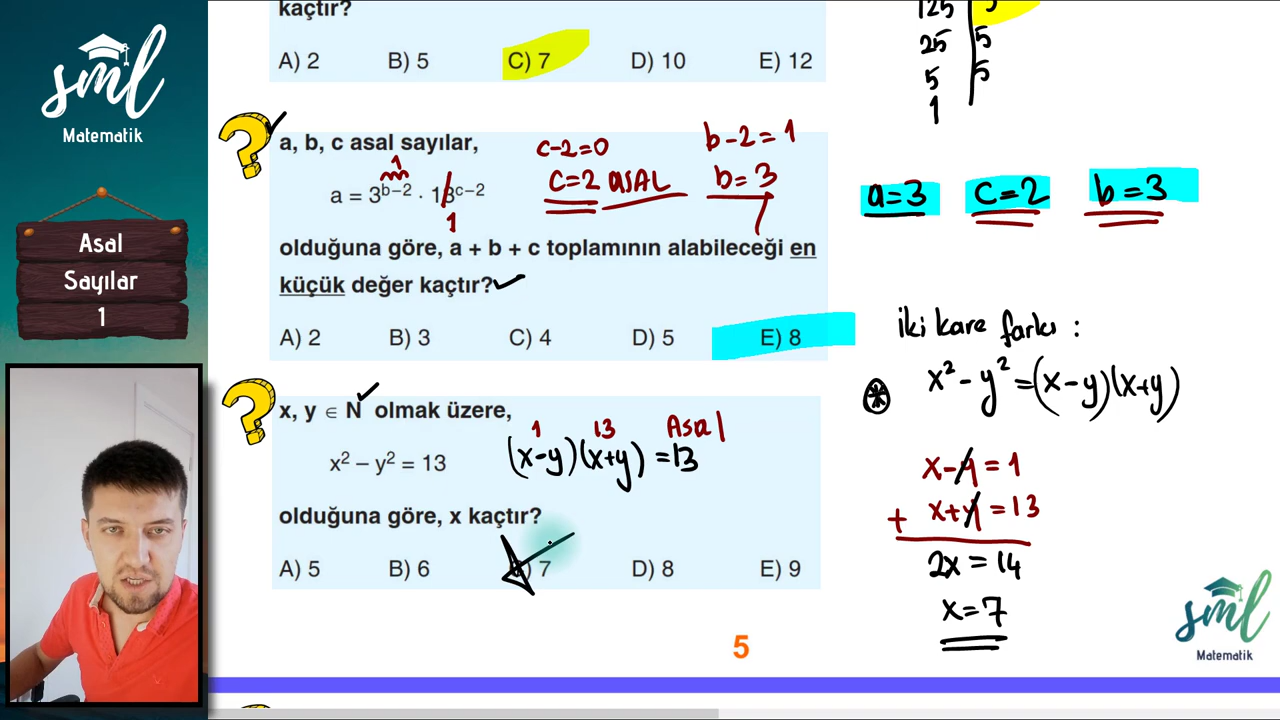 sml
Matematik
Asal
Sayılar
1
kaçtır?
A) 2 B) 5 C) 7 D) 10 E) 12
125
25 5
5 5
1
a, b, c asal sayılar,
1
a = 3^{b–2} · 13^{c–2}
1
c-2=0
c=2 asal
b-2=1
b=3
a=3 c=2 b=3
olduğuna göre, a + b + c toplamının alabileceği en
küçük değer kaçtır?
A) 2 B) 3 C) 4 D) 5 E) 8
iki kare farkı :
x² - y² = (x-y)(x+y)
x, y ∈ N olmak üzere,
1 13 Asal
x² – y² = 13 (x-y)(x+y) = 13
olduğuna göre, x kaçtır?
A) 5 B) 6 C) 7 D) 8 E) 9
x-y=1
+ x+y=13
2x=14
x=7
5
sml
Matematik